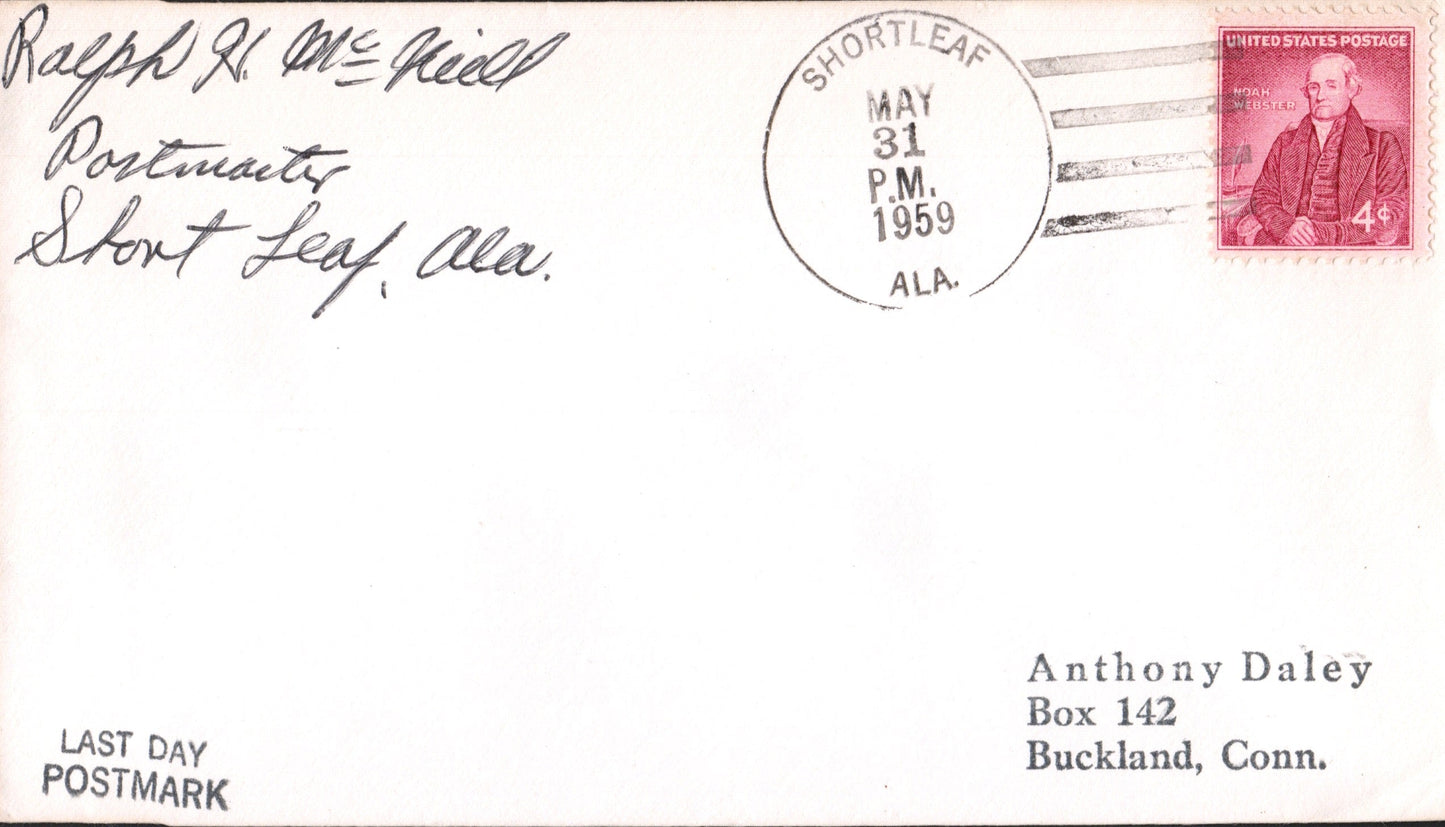 Ralph H. McNeill
Postmaster
Short Leaf, Ala.
SHORTLEAF
MAY
31
P.M.
1959
ALA.
UNITED STATES POSTAGE
NOAH
WEBSTER
4¢
Anthony Daley
Box 142
Buckland, Conn.
LAST DAY
POSTMARK